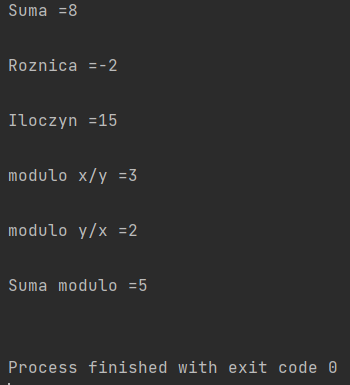 Suma =8
Roznica =-2
Iloczyn =15
modulo x/y =3
modulo y/x =2
Suma modulo =5
Process finished with exit code 0